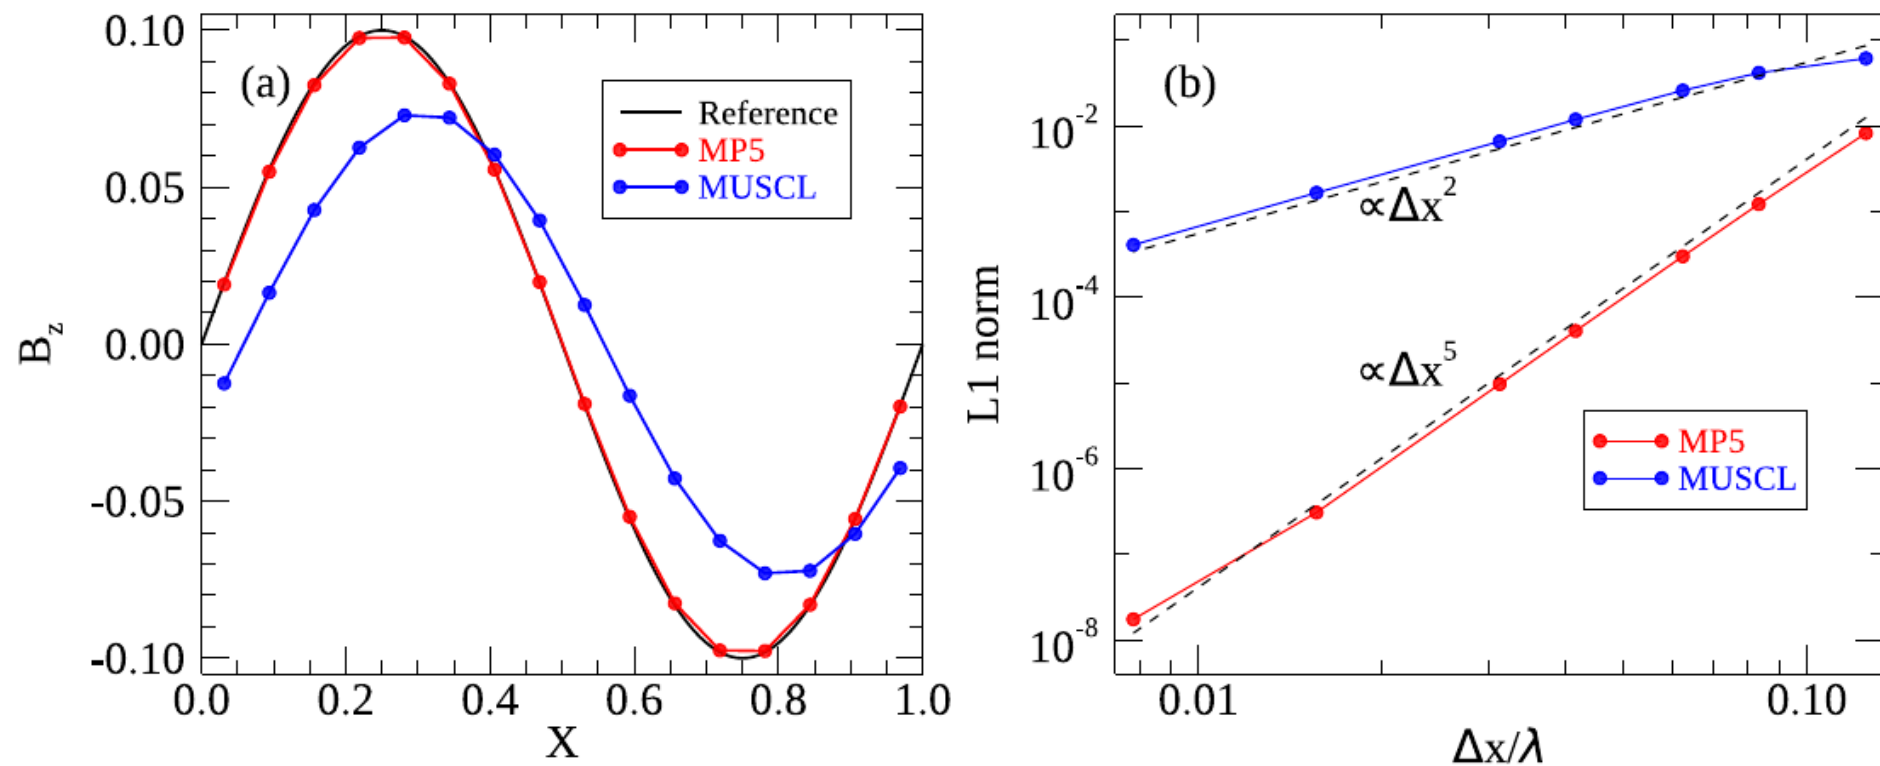 (a)
Reference
MP5
MUSCL
0.10
0.05
0.00
-0.05
-0.10
B_z
0.0 0.2 0.4 0.6 0.8 1.0
X
(b)
∝Δx²
∝Δx⁵
MP5
MUSCL
10⁻²
10⁻⁴
10⁻⁶
10⁻⁸
L1 norm
0.01 0.10
Δx/λ